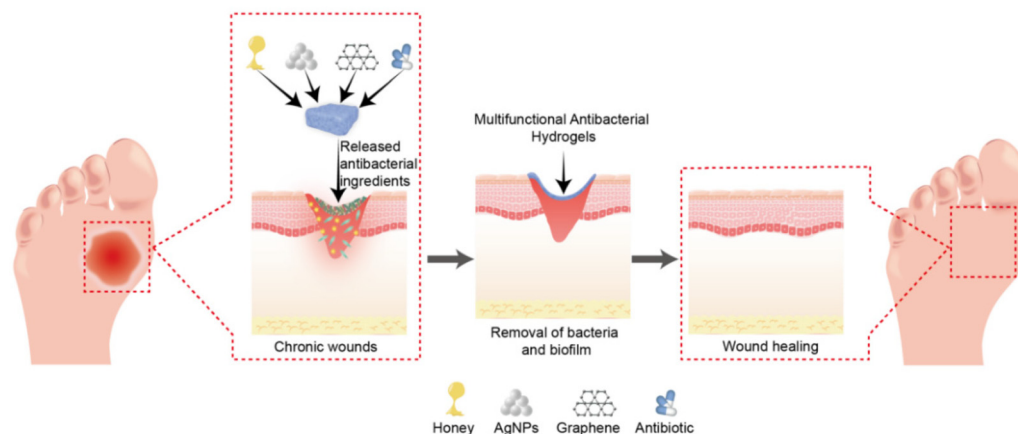 Released
antibacterial
ingredients
Chronic wounds
Multifunctional Antibacterial
Hydrogels
Removal of bacteria
and biofilm
Wound healing
Honey
AgNPs
Graphene
Antibiotic